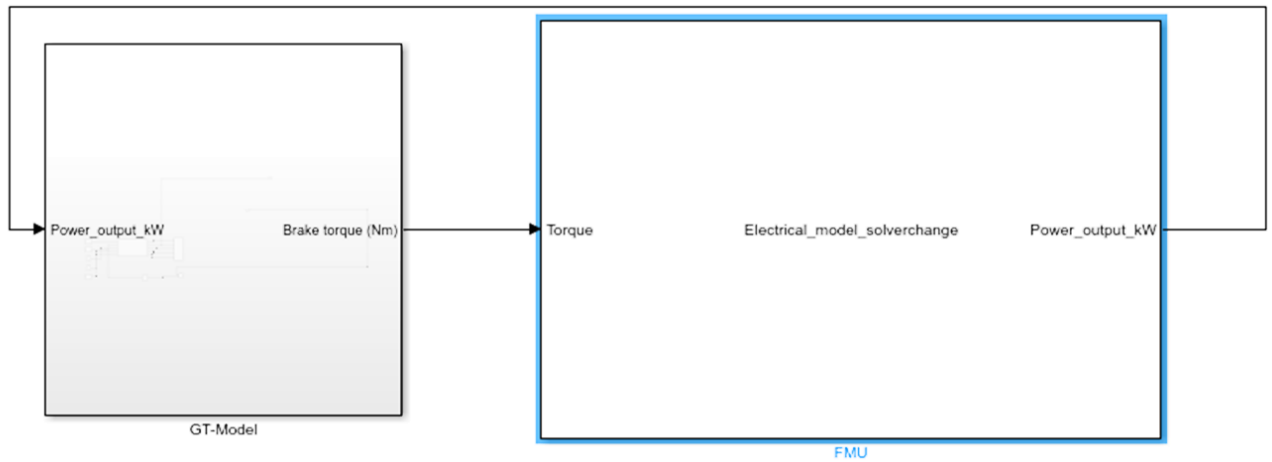 Power_output_kW
Brake torque (Nm)
GT-Model
Torque
Electrical_model_solverchange
Power_output_kW
FMU